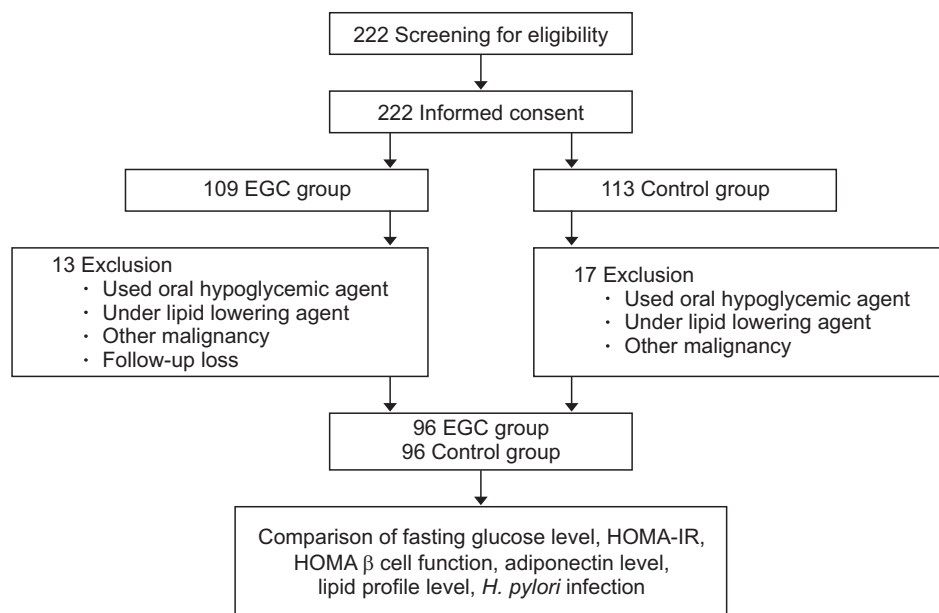 222 Screening for eligibility
222 Informed consent
109 EGC group
113 Control group
13 Exclusion
· Used oral hypoglycemic agent
· Under lipid lowering agent
· Other malignancy
· Follow-up loss
17 Exclusion
· Used oral hypoglycemic agent
· Under lipid lowering agent
· Other malignancy
96 EGC group
96 Control group
Comparison of fasting glucose level, HOMA-IR,
HOMA β cell function, adiponectin level,
lipid profile level, H. pylori infection